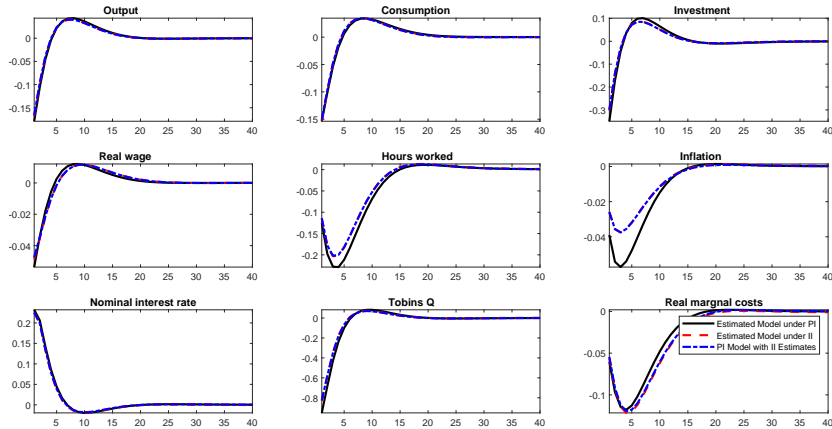 Output
0
-0.05
-0.1
-0.15
5 10 15 20 25 30 35 40
Consumption
0
-0.05
-0.1
-0.15
5 10 15 20 25 30 35 40
Investment
0.1
0
-0.1
-0.2
-0.3
5 10 15 20 25 30 35 40
Real wage
0
-0.02
-0.04
5 10 15 20 25 30 35 40
Hours worked
0
-0.05
-0.1
-0.15
-0.2
5 10 15 20 25 30 35 40
Inflation
0
-0.02
-0.04
5 10 15 20 25 30 35 40
Nominal interest rate
0.2
0.15
0.1
0.05
0
5 10 15 20 25 30 35 40
Tobins Q
0
-0.2
-0.4
-0.6
-0.8
5 10 15 20 25 30 35 40
Real margnal costs
0
-0.05
-0.1
5 10 15 20 25 30 35 40
Estimated Model under PI
Estimated Model under II
PI Model with II Estimates